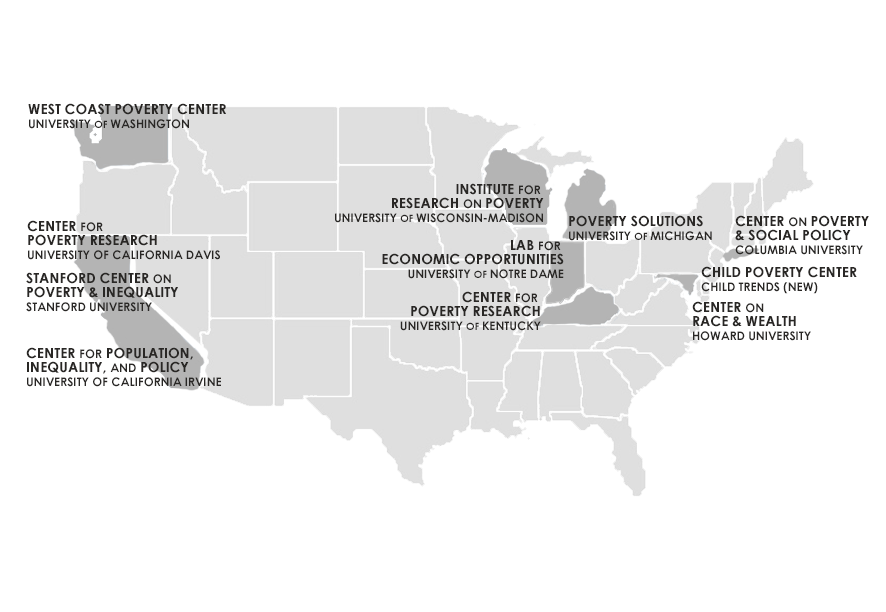 WEST COAST POVERTY CENTER
UNIVERSITY OF WASHINGTON
INSTITUTE FOR
RESEARCH ON POVERTY
UNIVERSITY OF WISCONSIN-MADISON
POVERTY SOLUTIONS
UNIVERSITY OF MICHIGAN
CENTER ON POVERTY
& SOCIAL POLICY
COLUMBIA UNIVERSITY
CENTER FOR
POVERTY RESEARCH
UNIVERSITY OF CALIFORNIA DAVIS
LAB FOR
ECONOMIC OPPORTUNITIES
UNIVERSITY OF NOTRE DAME
CHILD POVERTY CENTER
CHILD TRENDS (NEW)
STANFORD CENTER ON
POVERTY & INEQUALITY
STANFORD UNIVERSITY
CENTER FOR
POVERTY RESEARCH
UNIVERSITY OF KENTUCKY
CENTER ON
RACE & WEALTH
HOWARD UNIVERSITY
CENTER FOR POPULATION,
INEQUALITY, AND POLICY
UNIVERSITY OF CALIFORNIA IRVINE